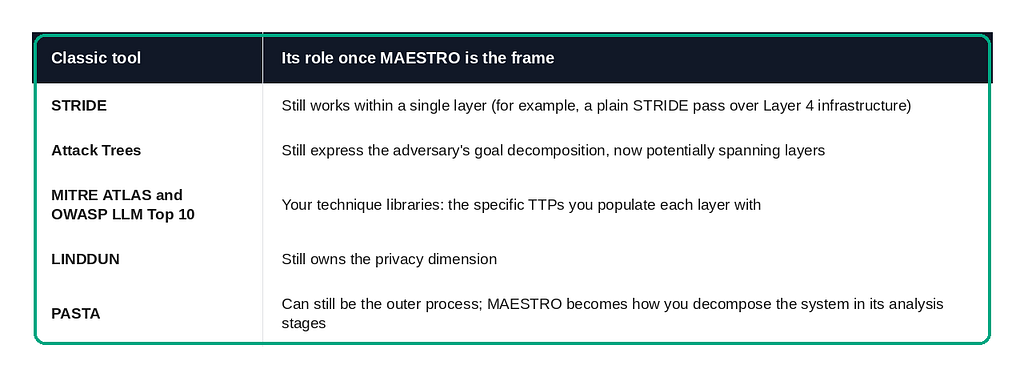 Classic tool
Its role once MAESTRO is the frame
STRIDE
Still works within a single layer (for example, a plain STRIDE pass over Layer 4 infrastructure)
Attack Trees
Still express the adversary's goal decomposition, now potentially spanning layers
MITRE ATLAS and
OWASP LLM Top 10
Your technique libraries: the specific TTPs you populate each layer with
LINDDUN
Still owns the privacy dimension
PASTA
Can still be the outer process; MAESTRO becomes how you decompose the system in its analysis
stages